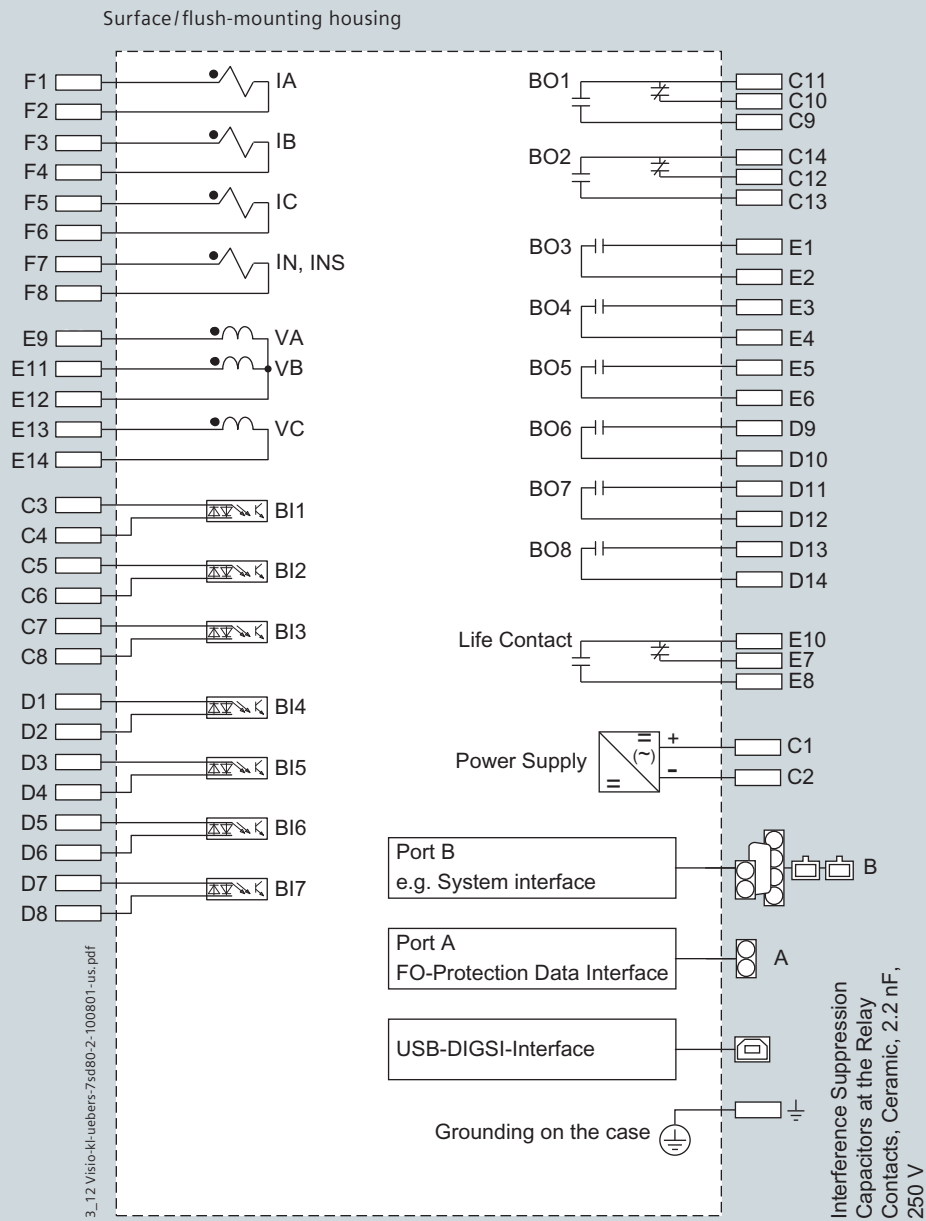 Surface/flush-mounting housing
F1
F2
F3
F4
F5
F6
F7
F8
E9
E11
E12
E13
E14
C3
C4
C5
C6
C7
C8
D1
D2
D3
D4
D5
D6
D7
D8
IA
IB
IC
IN, INS
VA
VB
VC
BI1
BI2
BI3
BI4
BI5
BI6
BI7
BO1
BO2
BO3
BO4
BO5
BO6
BO7
BO8
Life Contact
Power Supply
= (~) =
+
-
Port B
e.g. System interface
Port A
FO-Protection Data Interface
USB-DIGSI-Interface
Grounding on the case
C11
C10
C9
C14
C12
C13
E1
E2
E3
E4
E5
E6
D9
D10
D11
D12
D13
D14
E10
E7
E8
C1
C2
B
A
3_12 Visio-kl-uebers-7sd80-2-100801-us.pdf
Interference Suppression
Capacitors at the Relay
Contacts, Ceramic, 2.2 nF,
250 V